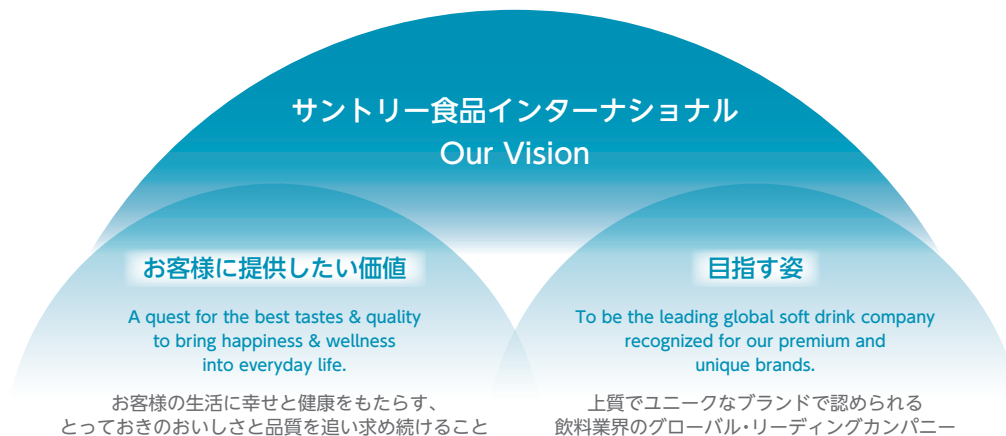 サントリー食品インターナショナル
Our Vision
お客様に提供したい価値
A quest for the best tastes & quality
to bring happiness & wellness
into everyday life.
お客様の生活に幸せと健康をもたらす、
とっておきのおいしさと品質を追い求め続けること
目指す姿
To be the leading global soft drink company
recognized for our premium and
unique brands.
上質でユニークなブランドで認められる
飲料業界のグローバル・リーディングカンパニー